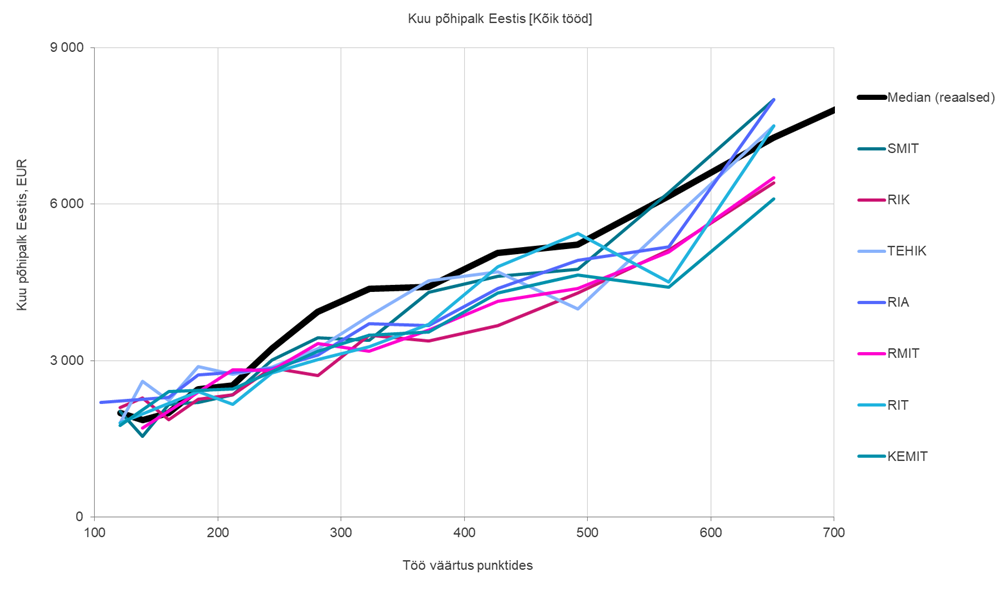 Kuu põhipalk Eestis [Kõik tööd]
9 000
6 000
3 000
0
Kuu põhipalk Eestis, EUR
100 200 300 400 500 600 700
Töö väärtus punktides
Median (reaalsed)
SMIT
RIK
TEHIK
RIA
RMIT
RIT
KEMIT